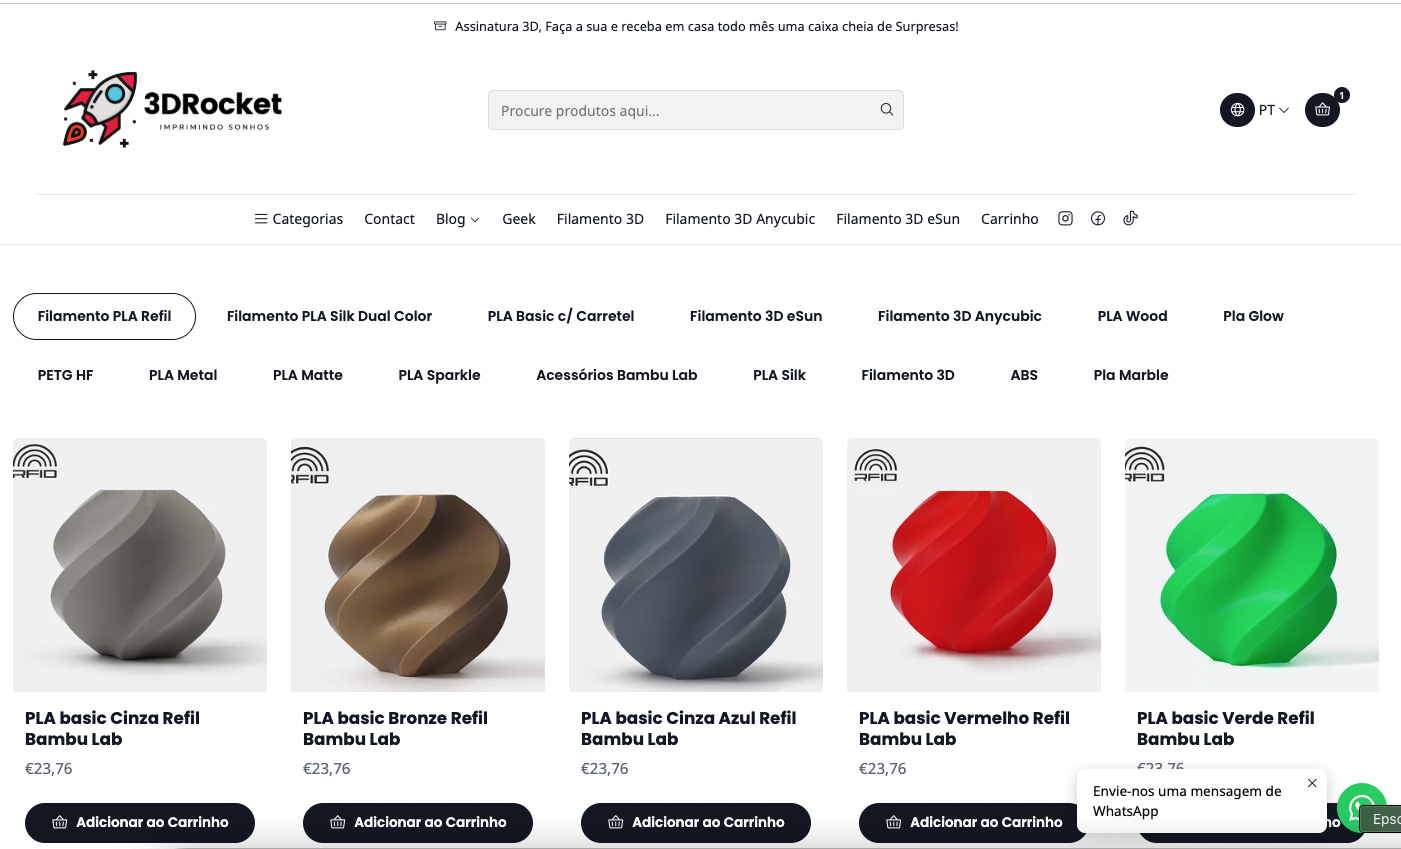 Assinatura 3D, Faça a sua e receba em casa todo mês uma caixa cheia de Surpresas!
3DRocket
IMPRIMINDO SONHOS
Procure produtos aqui...
PT
1
Categorias Contact Blog Geek Filamento 3D Filamento 3D Anycubic Filamento 3D eSun Carrinho
Filamento PLA Refil Filamento PLA Silk Dual Color PLA Basic c/ Carretel Filamento 3D eSun Filamento 3D Anycubic PLA Wood Pla Glow
PETG HF PLA Metal PLA Matte PLA Sparkle Acessórios Bambu Lab PLA Silk Filamento 3D ABS Pla Marble
RFID RFID RFID RFID RFID
PLA basic Cinza Refil
Bambu Lab
€23,76
Adicionar ao Carrinho
PLA basic Bronze Refil
Bambu Lab
€23,76
Adicionar ao Carrinho
PLA basic Cinza Azul Refil
Bambu Lab
€23,76
Adicionar ao Carrinho
PLA basic Vermelho Refil
Bambu Lab
€23,76
Adicionar ao Carrinho
PLA basic Verde Refil
Bambu Lab
€23,76
Envie-nos uma mensagem de
WhatsApp